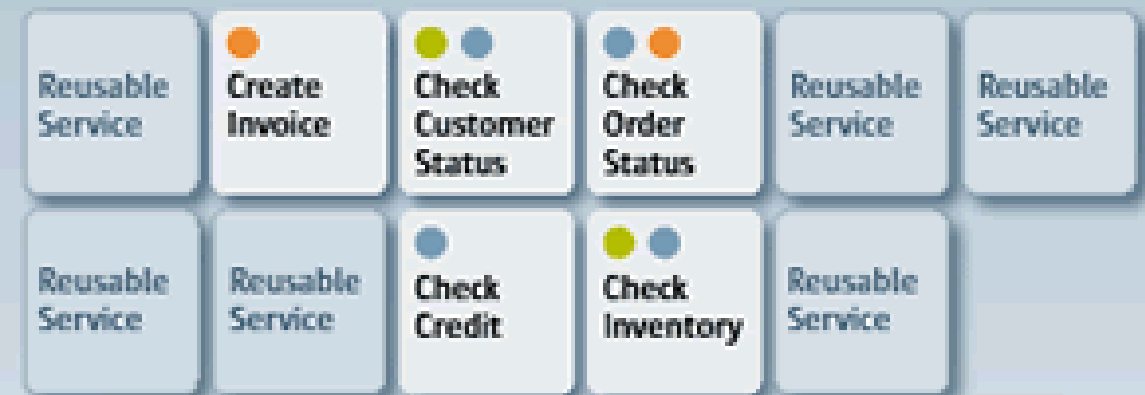 Reusable
Service
Create
Invoice
Check
Customer
Status
Check
Order
Status
Reusable
Service
Reusable
Service
Reusable
Service
Reusable
Service
Check
Credit
Check
Inventory
Reusable
Service